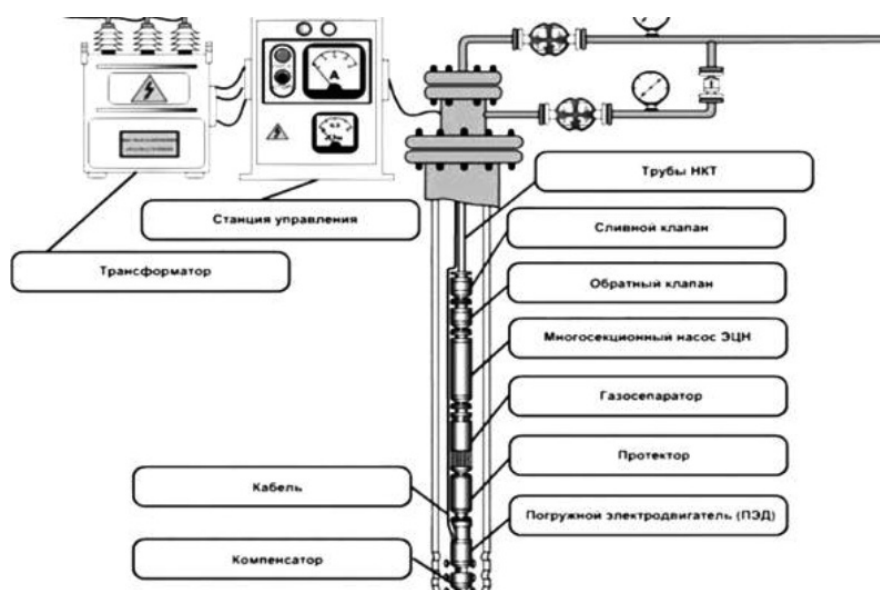 A
Трубы НКТ
Станция управления
Сливной клапан
Трансформатор
Обратный клапан
Многосекционный насос ЭЦН
Газосепаратор
Протектор
Кабель
Погружной электродвигатель (ПЭД)
Компенсатор